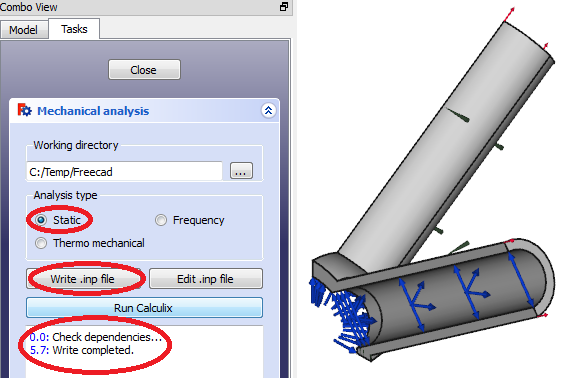 Combo View
Model
Tasks
Close
Mechanical analysis
Working directory
C:/Temp/Freecad
...
Analysis type
Static
Frequency
Thermo mechanical
Write .inp file
Edit .inp file
Run Calculix
0.0: Check dependencies...
5.7: Write completed.